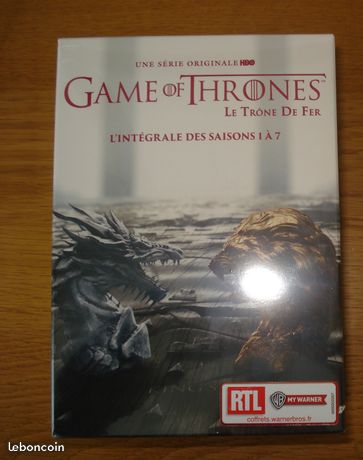 UNE SÉRIE ORIGINALE HBO
GAME OF THRONES
LE TRÔNE DE FER
L'INTÉGRALE DES SAISONS 1 À 7
RTL
WB MY WARNER
coffrets.warnerbros.fr
leboncoin